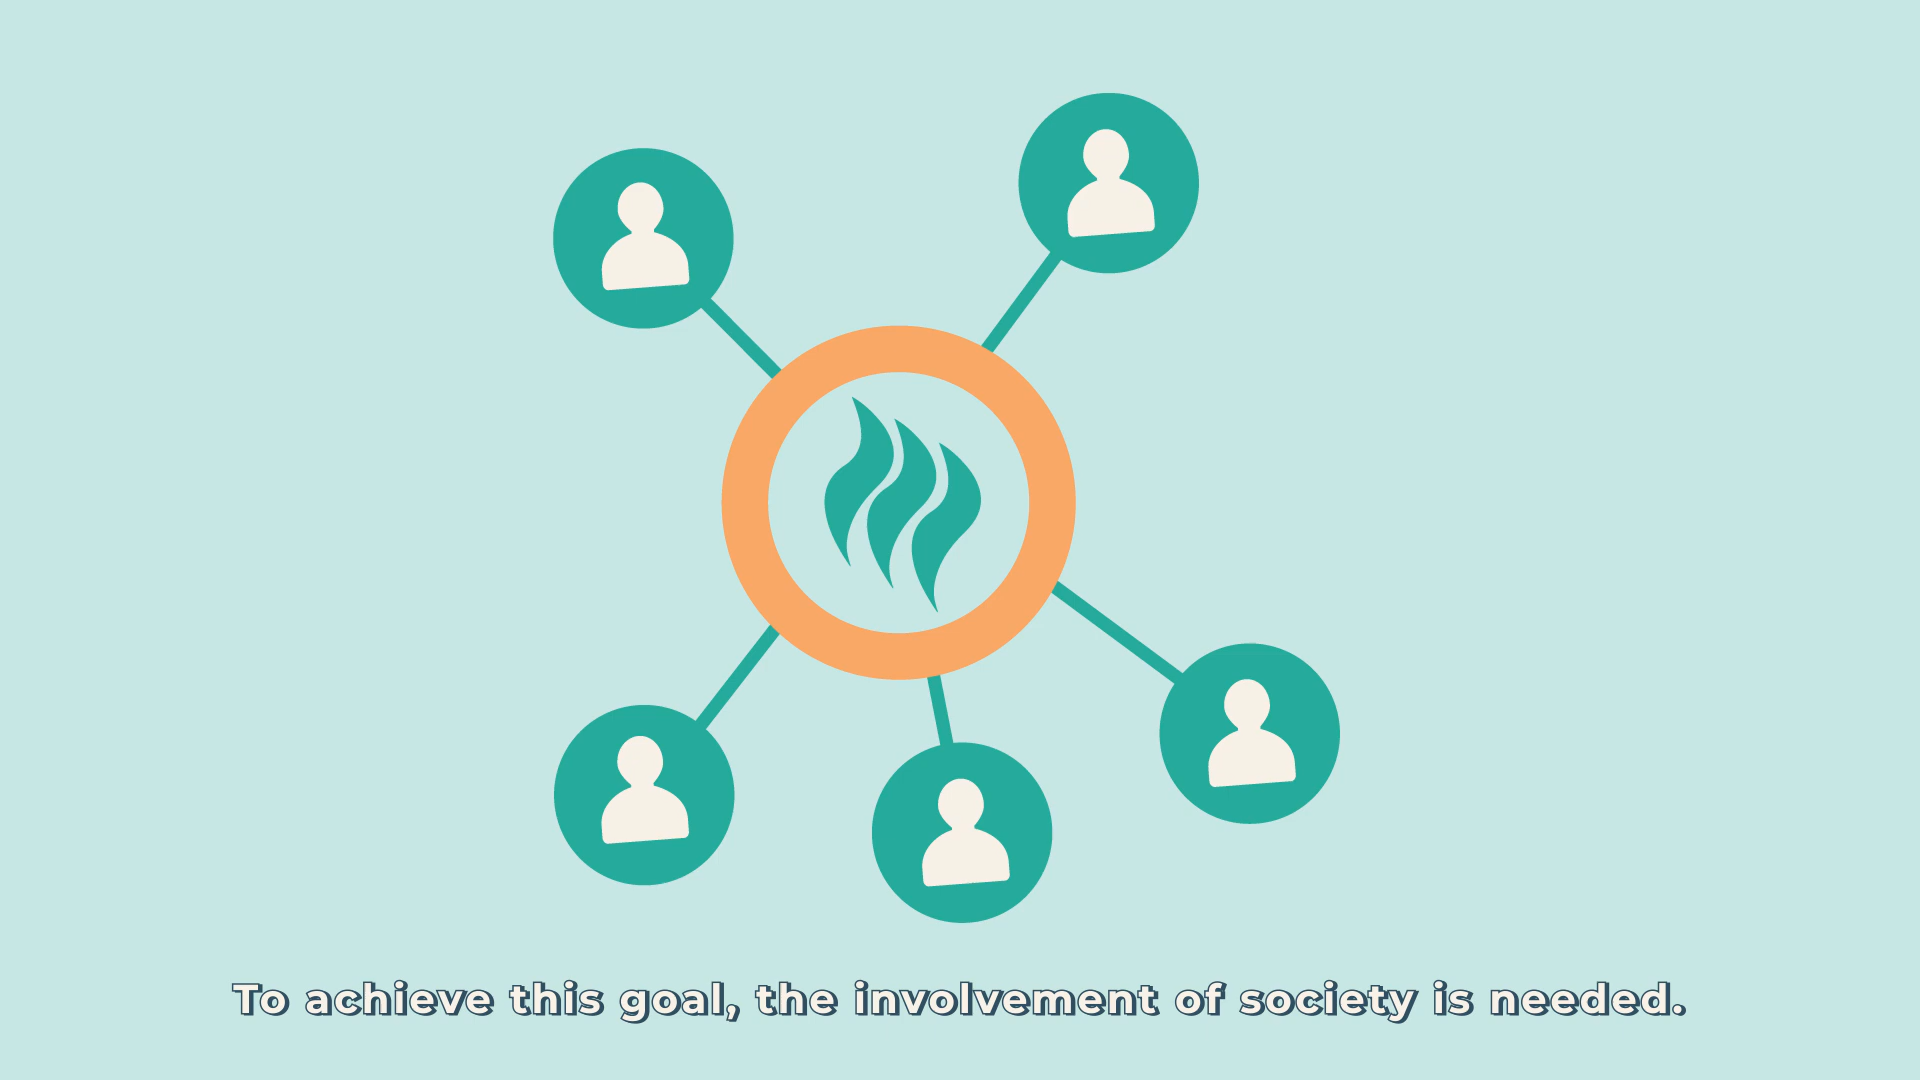 To achieve this goal, the involvement of society is needed.